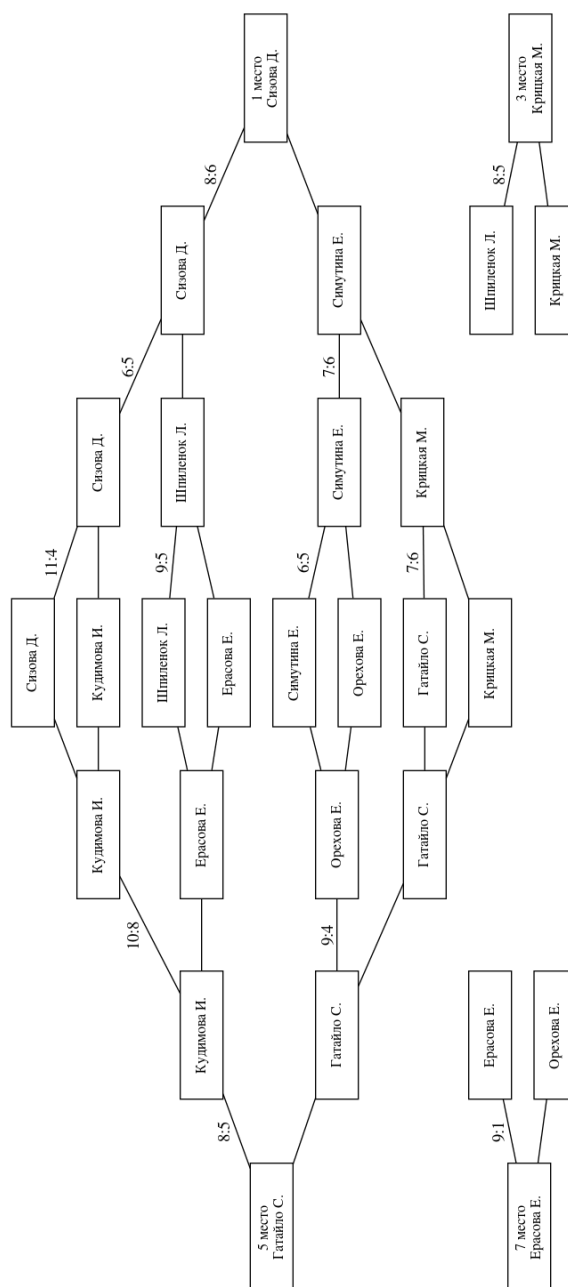 Сизова Д.
11:4
Кудимова И.
Кудимова И.
Сизова Д.
10:8
6:5
Шпиленок Л.
9:5
Ерасова Е.
Шпиленок Л.
Сизова Д.
Кудимова И.
8:6
8:5
Ерасова Е.
5 место
Гатайло С.
1 место
Сизова Д.
Симутина Е.
6:5
9:4
7:6
Гатайло С.
Орехова Е.
Симутина Е.
Симутина Е.
Орехова Е.
7:6
Гатайло С.
Гатайло С.
Крицкая М.
Ерасова Е.
Крицкая М.
Шпиленок Л.
9:1
8:5
7 место
Ерасова Е.
3 место
Крицкая М.
Орехова Е.
Крицкая М.